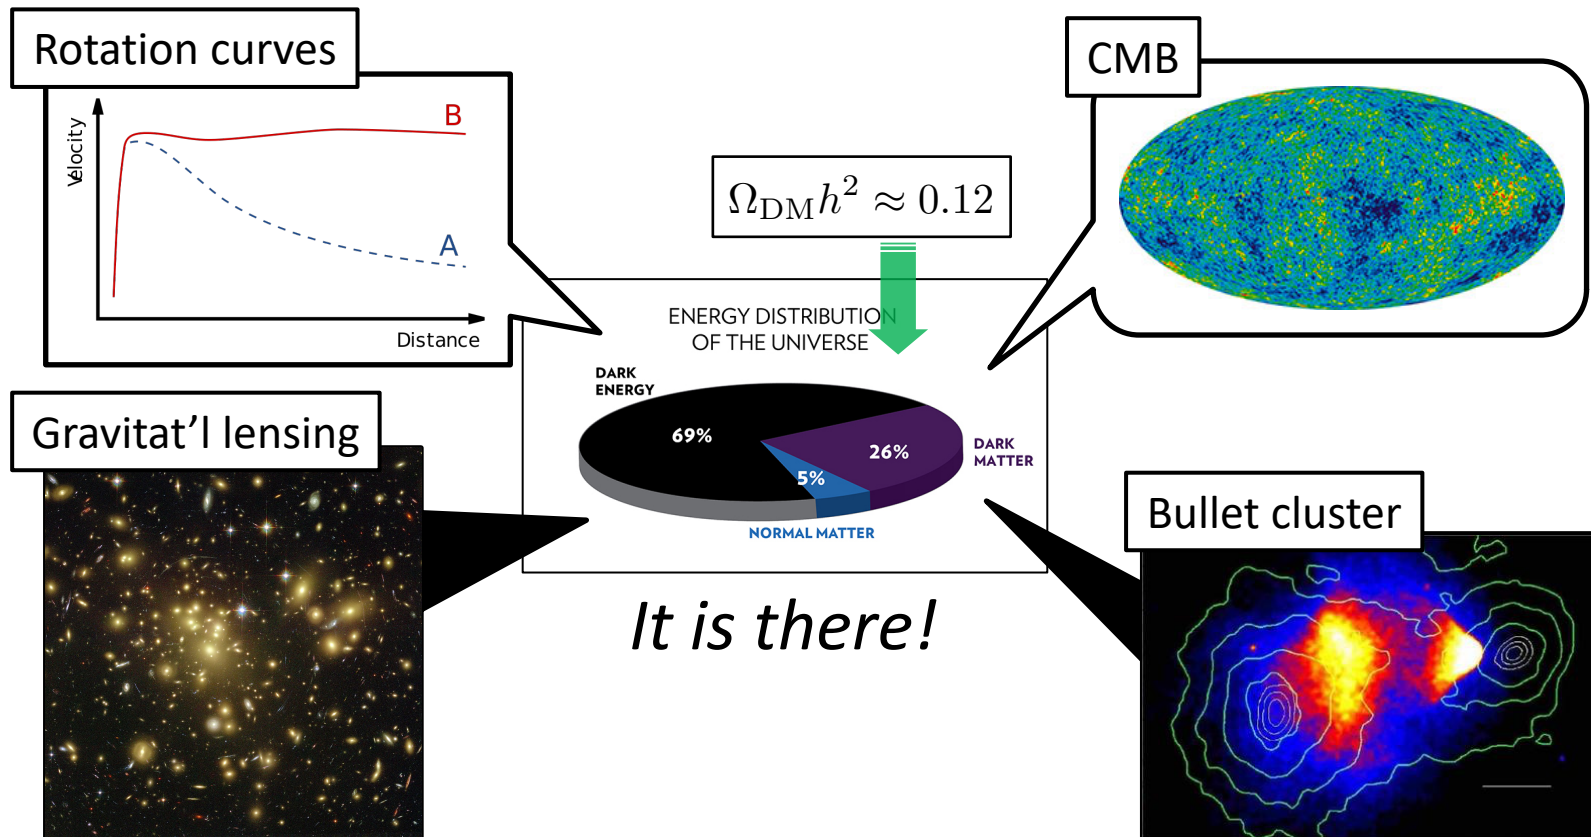 Rotation curves
Velocity
B
A
Distance
CMB
Ω_DM h² ≈ 0.12
ENERGY DISTRIBUTION
OF THE UNIVERSE
DARK
ENERGY
69%
26%
5%
DARK
MATTER
NORMAL MATTER
Gravitat’l lensing
Bullet cluster
It is there!